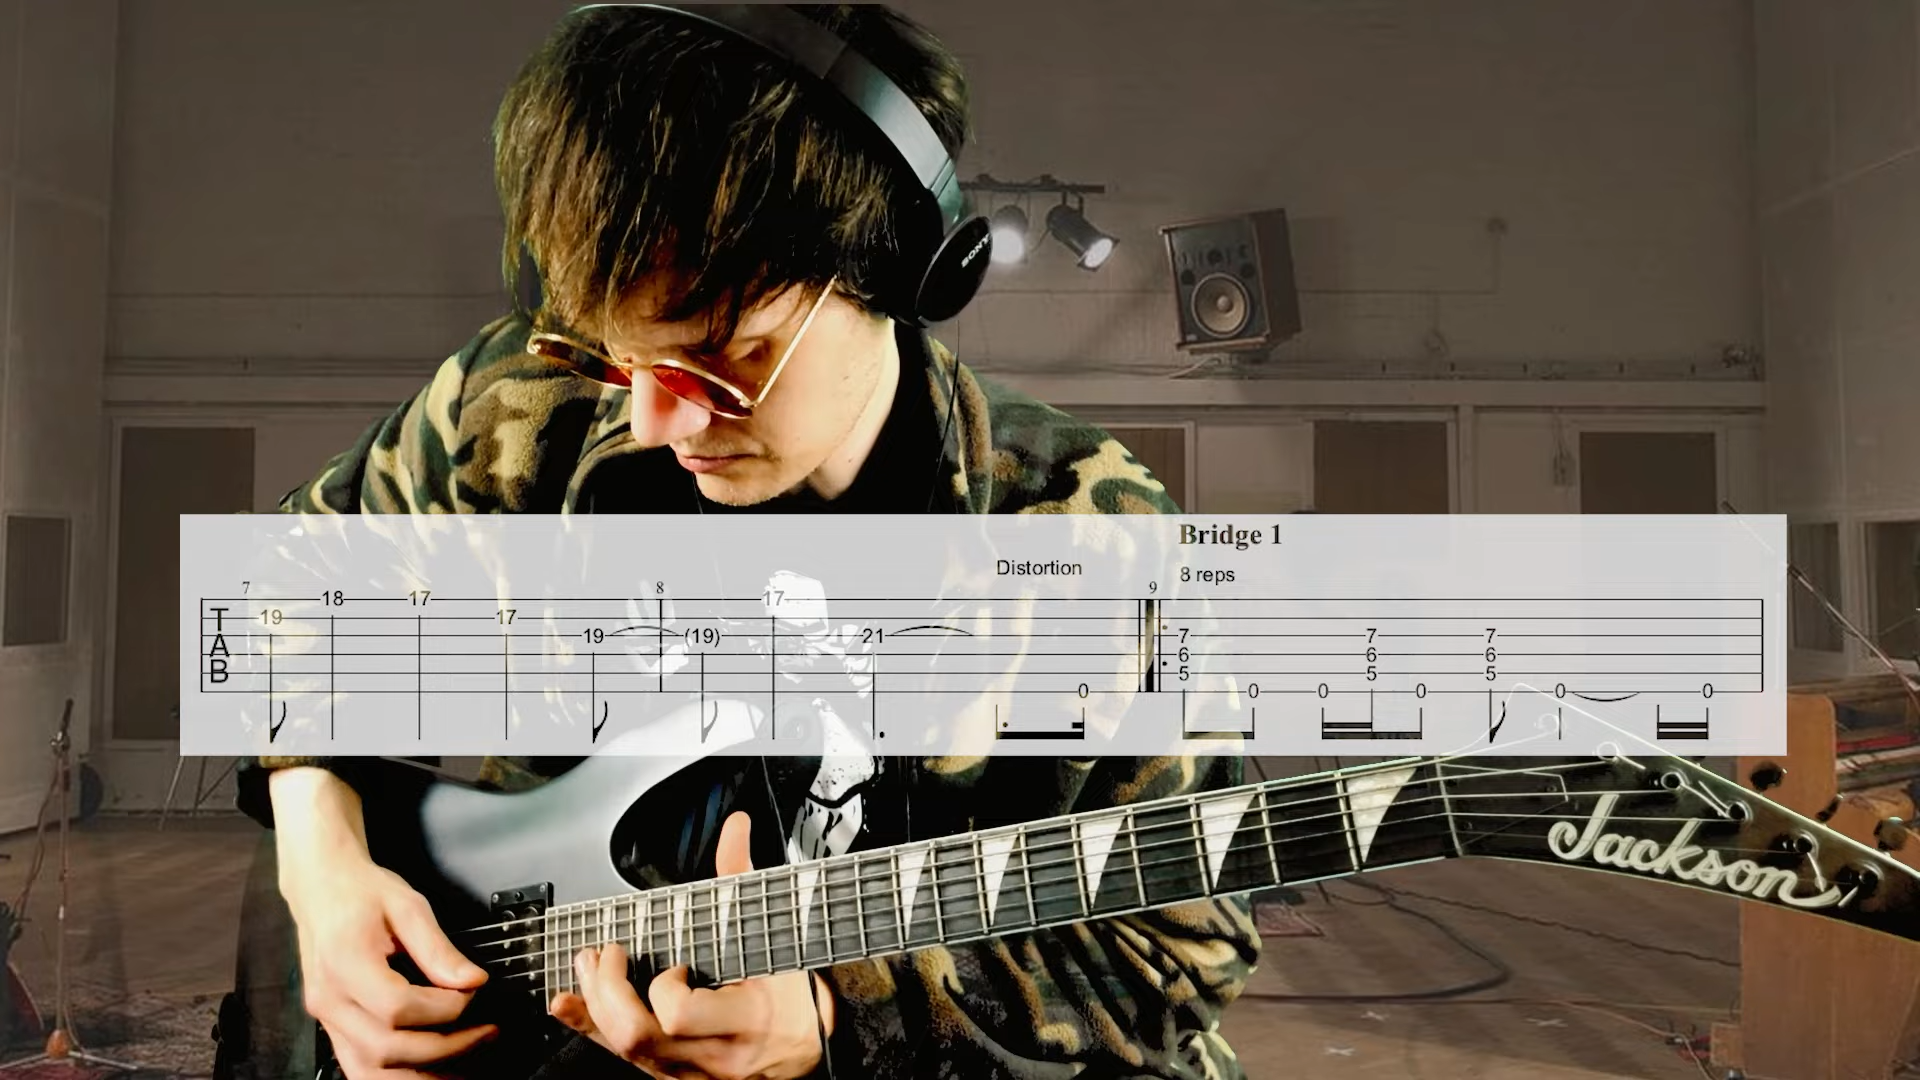 SONY
Bridge 1
Distortion
8 reps
7 8 9
18 17 17
T 19 17
A 19 (19) 21 7 7 7
6 6 6
B 5 5 5
0 0 0 0 0 0
Jackson